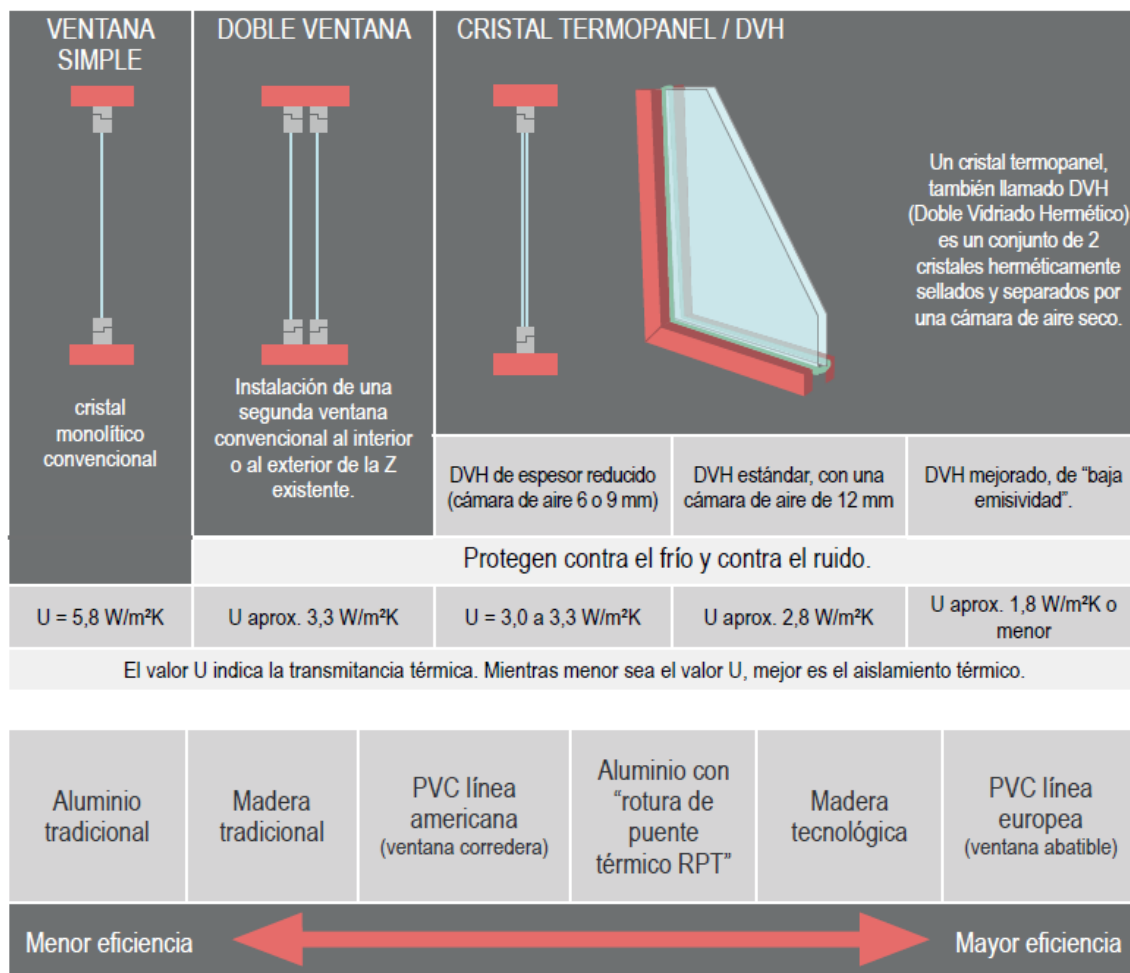 VENTANA
SIMPLE
DOBLE VENTANA
CRISTAL TERMOPANEL / DVH
Un cristal termopanel,
también llamado DVH
(Doble Vidriado Hermético)
es un conjunto de 2
cristales herméticamente
sellados y separados por
una cámara de aire seco.
cristal
monolítico
convencional
Instalación de una
segunda ventana
convencional al interior
o al exterior de la Z
existente.
DVH de espesor reducido
(cámara de aire 6 o 9 mm)
DVH estándar, con una
cámara de aire de 12 mm
DVH mejorado, de “baja
emisividad”.
Protegen contra el frío y contra el ruido.
U = 5,8 W/m²K
U aprox. 3,3 W/m²K
U = 3,0 a 3,3 W/m²K
U aprox. 2,8 W/m²K
U aprox. 1,8 W/m²K o
menor
El valor U indica la transmitancia térmica. Mientras menor sea el valor U, mejor es el aislamiento térmico.
Aluminio
tradicional
Madera
tradicional
PVC línea
americana
(ventana corredera)
Aluminio con
“rotura de
puente
térmico RPT”
Madera
tecnológica
PVC línea
europea
(ventana abatible)
Menor eficiencia
Mayor eficiencia